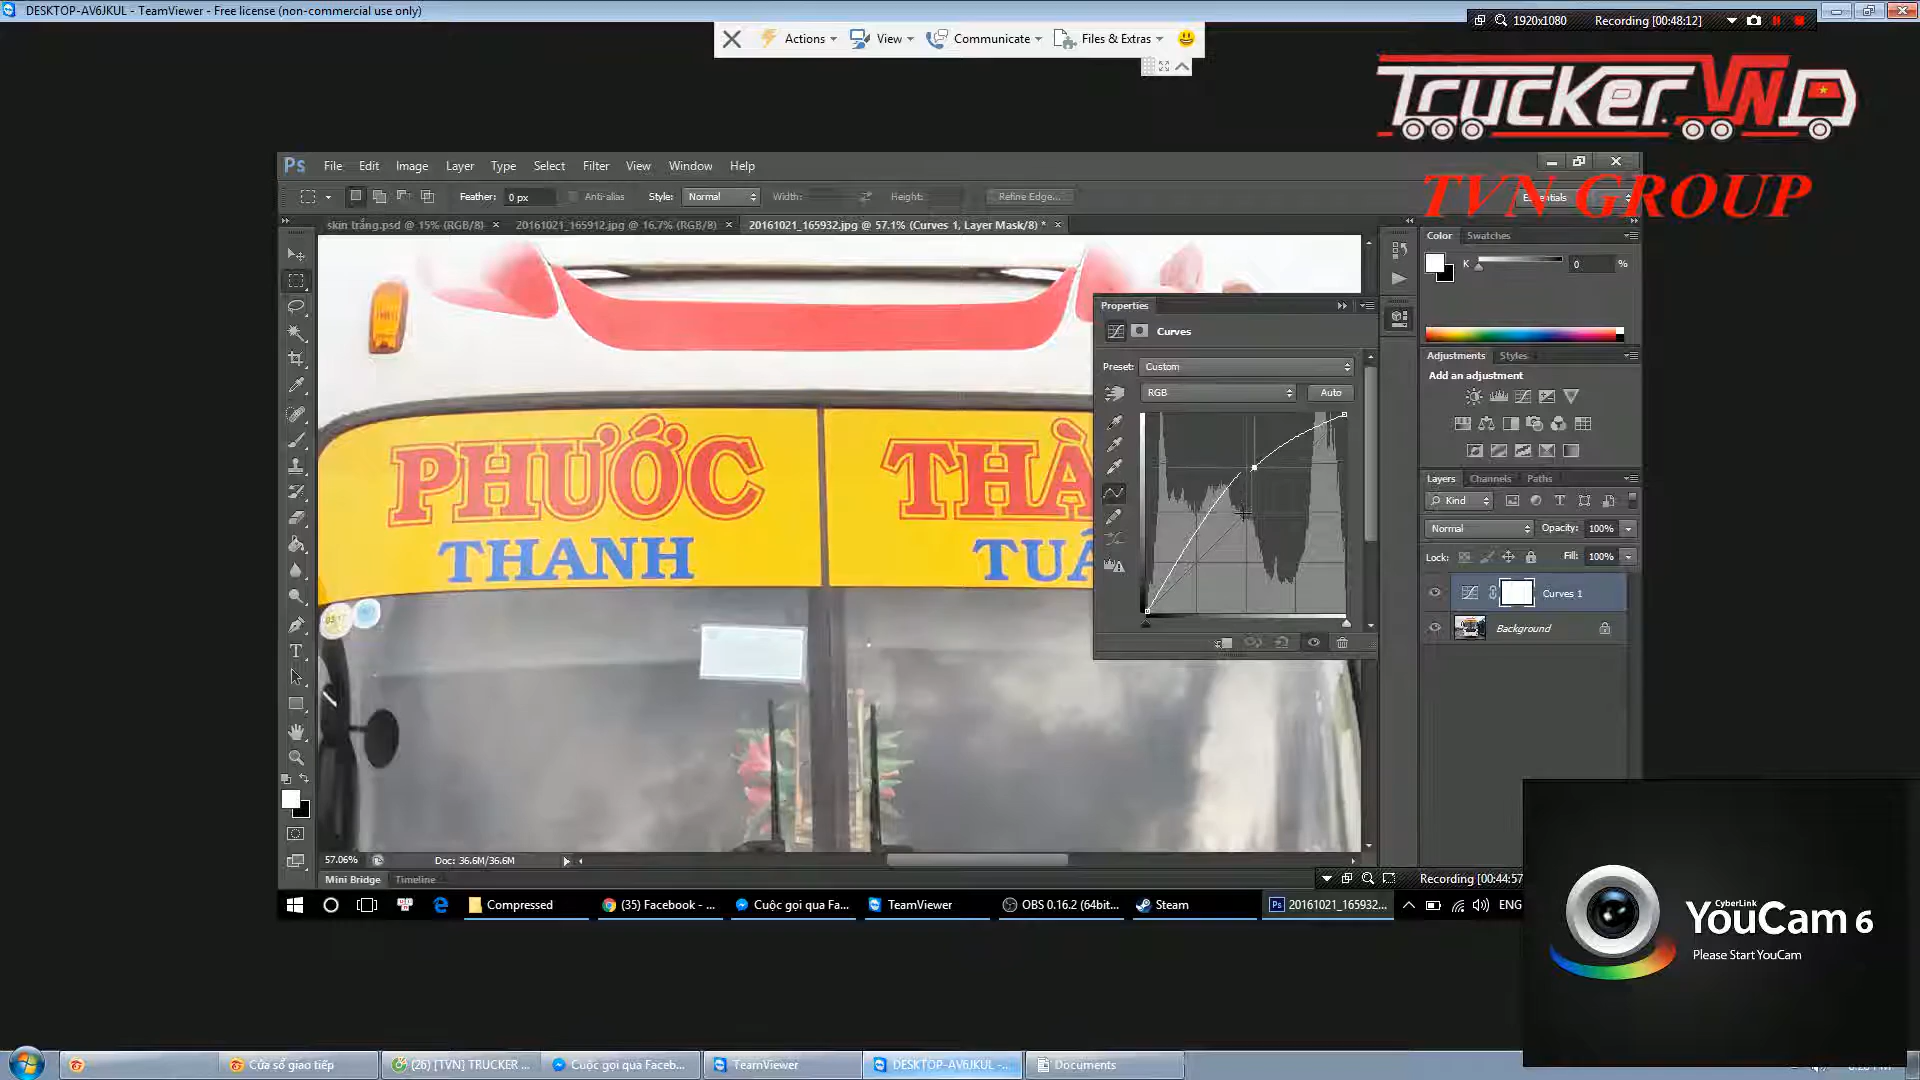 DESKTOP-AV6JKUL - TeamViewer - Free license (non-commercial use only)
1920x1080 Recording [00:48:12]
Actions View Communicate Files & Extras
TruckerVN
TVN GROUP
Ps File Edit Image Layer Type Select Filter View Window Help
Feather: 0 px Anti-alias Style: Normal Width: Height: Refine Edge... Essentials
skin trắng.psd @ 15% (RGB/8) × 20161021_165912.jpg @ 16.7% (RGB/8) × 20161021_165932.jpg @ 57.1% (Curves 1, Layer Mask/8) * ×
Color Swatches
K 0 %
Properties
Curves
Preset: Custom
RGB Auto
Adjustments Styles
Add an adjustment
Layers Channels Paths
Kind
Normal Opacity: 100%
Lock: Fill: 100%
Curves 1
Background
PHƯỚC
THANH
57.06% Doc: 36.6M/36.6M
Mini Bridge Timeline
Recording [00:44:57
Compressed (35) Facebook - ... Cuộc gọi qua Fa... TeamViewer OBS 0.16.2 (64bit... Steam Ps 20161021_165932... ENG
CyberLink
YouCam 6
Please Start YouCam
Cửa sổ giao tiếp (26) [TVN] TRUCKER ... Cuộc gọi qua Faceb... TeamViewer DESKTOP-AV6JKUL -... Documents